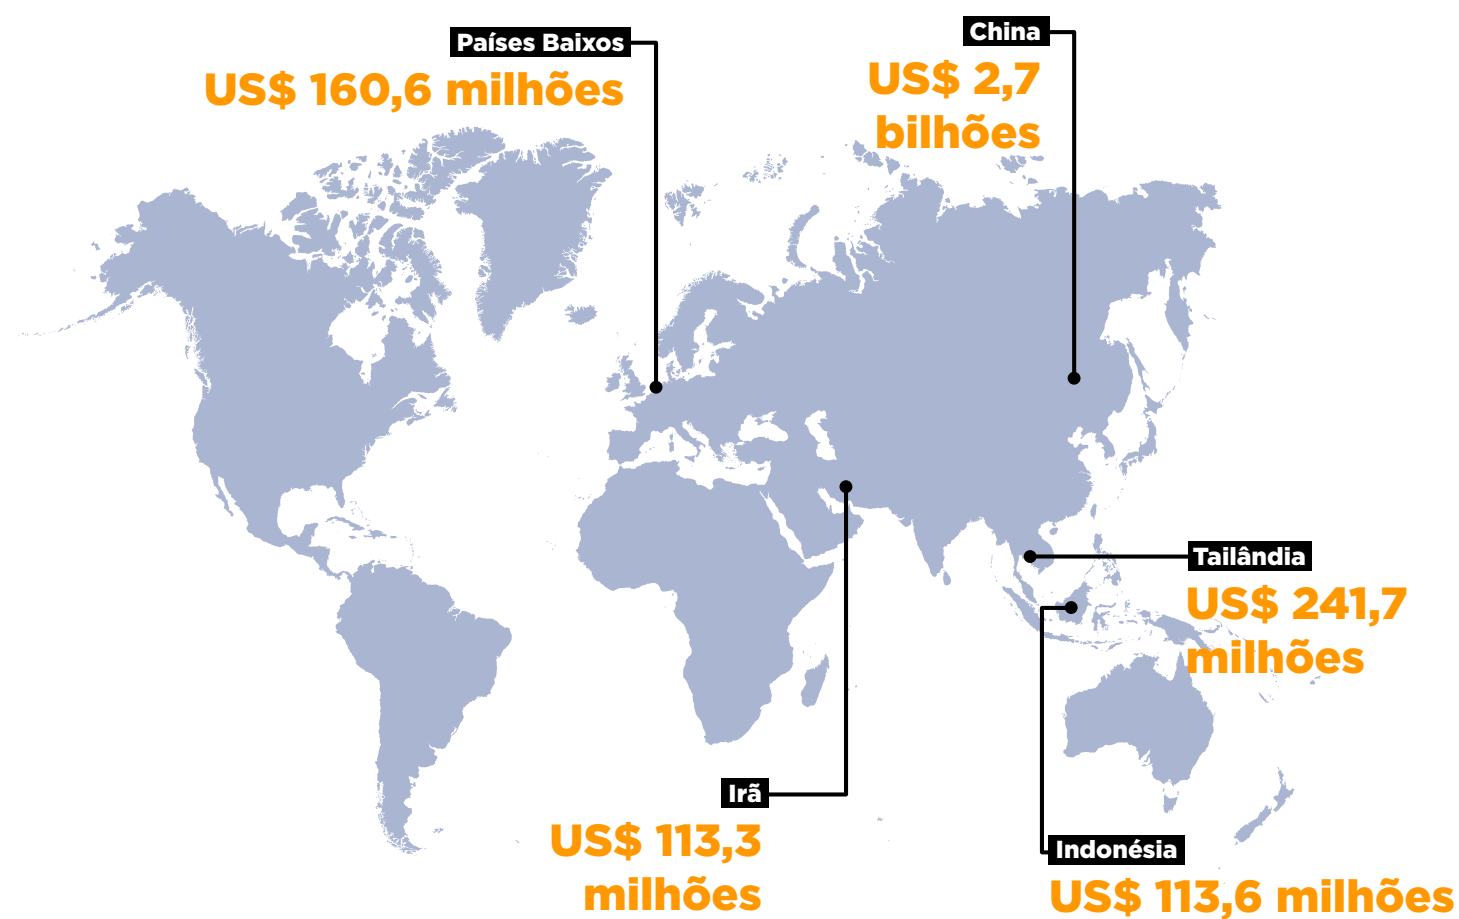 Países Baixos
US$ 160,6 milhões
China
US$ 2,7
bilhões
Tailândia
US$ 241,7
milhões
Irã
US$ 113,3
milhões
Indonésia
US$ 113,6 milhões